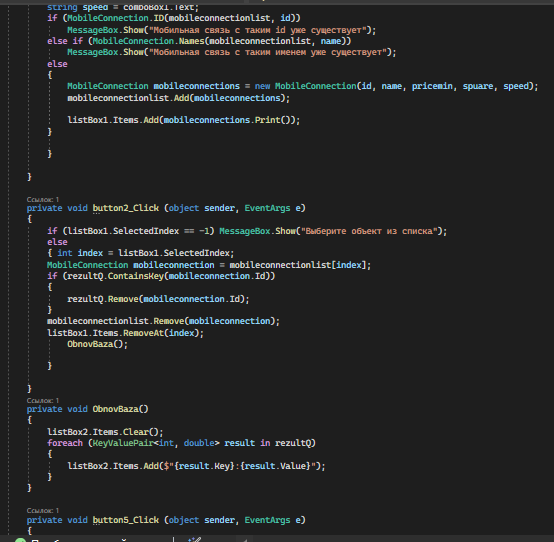 string speed = comboBox1.Text;
if (MobileConnection.ID(mobileconnectionlist, id))
MessageBox.Show("Мобильная связь с таким id уже существует");
else if (MobileConnection.Names(mobileconnectionlist, name))
MessageBox.Show("Мобильная связь с таким именем уже существует");
else
{
MobileConnection mobileconnections = new MobileConnection(id, name, pricemin, spuare, speed);
mobileconnectionlist.Add(mobileconnections);
listBox1.Items.Add(mobileconnections.Print());
}
}
}
Ссылок: 1
private void button2_Click (object sender, EventArgs e)
{
if (listBox1.SelectedIndex == -1) MessageBox.Show("Выберите объект из списка");
else
{ int index = listBox1.SelectedIndex;
MobileConnection mobileconnection = mobileconnectionlist[index];
if (rezultQ.ContainsKey(mobileconnection.Id))
{
rezultQ.Remove(mobileconnection.Id);
}
mobileconnectionlist.Remove(mobileconnection);
listBox1.Items.RemoveAt(index);
ObnovBaza();
}
}
Ссылок: 1
private void ObnovBaza()
{
listBox2.Items.Clear();
foreach (KeyValuePair<int, double> result in rezultQ)
{
listBox2.Items.Add($"{result.Key}:{result.Value}");
}
}
Ссылок: 1
private void button5_Click (object sender, EventArgs e)
{